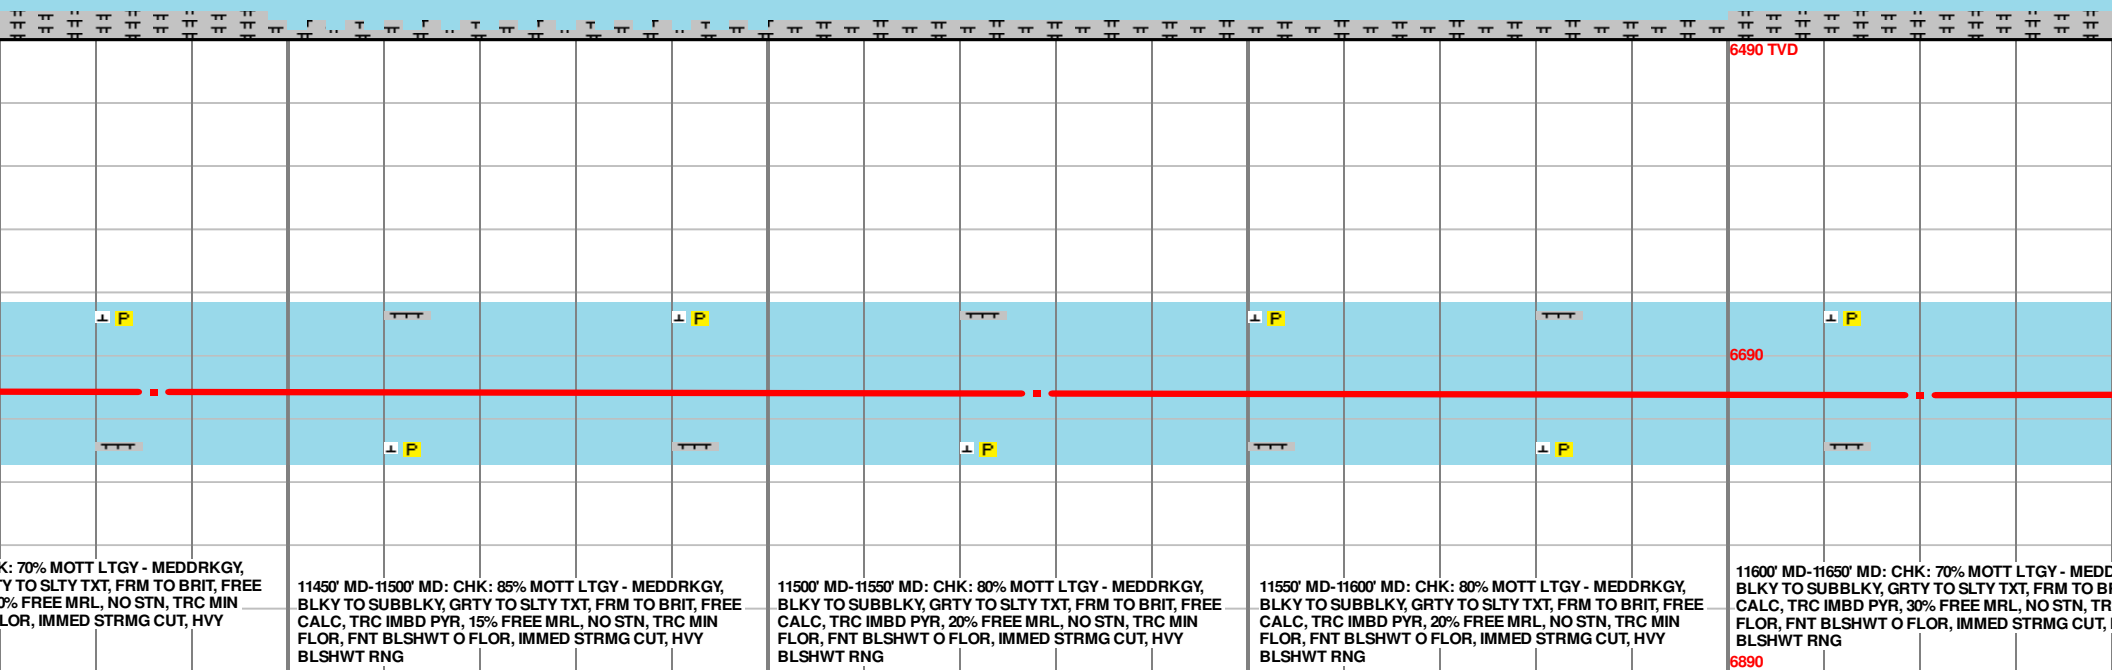 6490 TVD
P P P P
6690
P P P
K: 70% MOTT LTGY - MEDDRKGY,
TY TO SLTY TXT, FRM TO BRIT, FREE
0% FREE MRL, NO STN, TRC MIN
LOR, IMMED STRMG CUT, HVY
11450' MD-11500' MD: CHK: 85% MOTT LTGY - MEDDRKGY,
BLKY TO SUBBLKY, GRTY TO SLTY TXT, FRM TO BRIT, FREE
CALC, TRC IMBD PYR, 15% FREE MRL, NO STN, TRC MIN
FLOR, FNT BLSHWT O FLOR, IMMED STRMG CUT, HVY
BLSHWT RNG
11500' MD-11550' MD: CHK: 80% MOTT LTGY - MEDDRKGY,
BLKY TO SUBBLKY, GRTY TO SLTY TXT, FRM TO BRIT, FREE
CALC, TRC IMBD PYR, 20% FREE MRL, NO STN, TRC MIN
FLOR, FNT BLSHWT O FLOR, IMMED STRMG CUT, HVY
BLSHWT RNG
11550' MD-11600' MD: CHK: 80% MOTT LTGY - MEDDRKGY,
BLKY TO SUBBLKY, GRTY TO SLTY TXT, FRM TO BRIT, FREE
CALC, TRC IMBD PYR, 20% FREE MRL, NO STN, TRC MIN
FLOR, FNT BLSHWT O FLOR, IMMED STRMG CUT, HVY
BLSHWT RNG
11600' MD-11650' MD: CHK: 70% MOTT LTGY - MEDD
BLKY TO SUBBLKY, GRTY TO SLTY TXT, FRM TO BR
CALC, TRC IMBD PYR, 30% FREE MRL, NO STN, TR
FLOR, FNT BLSHWT O FLOR, IMMED STRMG CUT,
BLSHWT RNG
6890